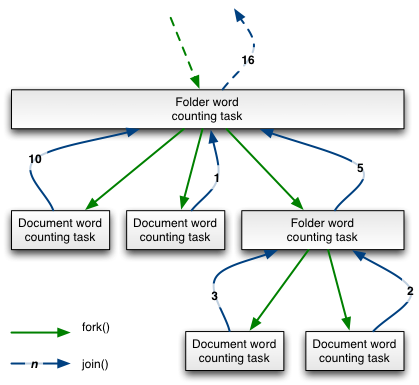 16
Folder word
counting task
10
1
5
Document word
counting task
Document word
counting task
Folder word
counting task
3
2
Document word
counting task
Document word
counting task
fork()
n
join()